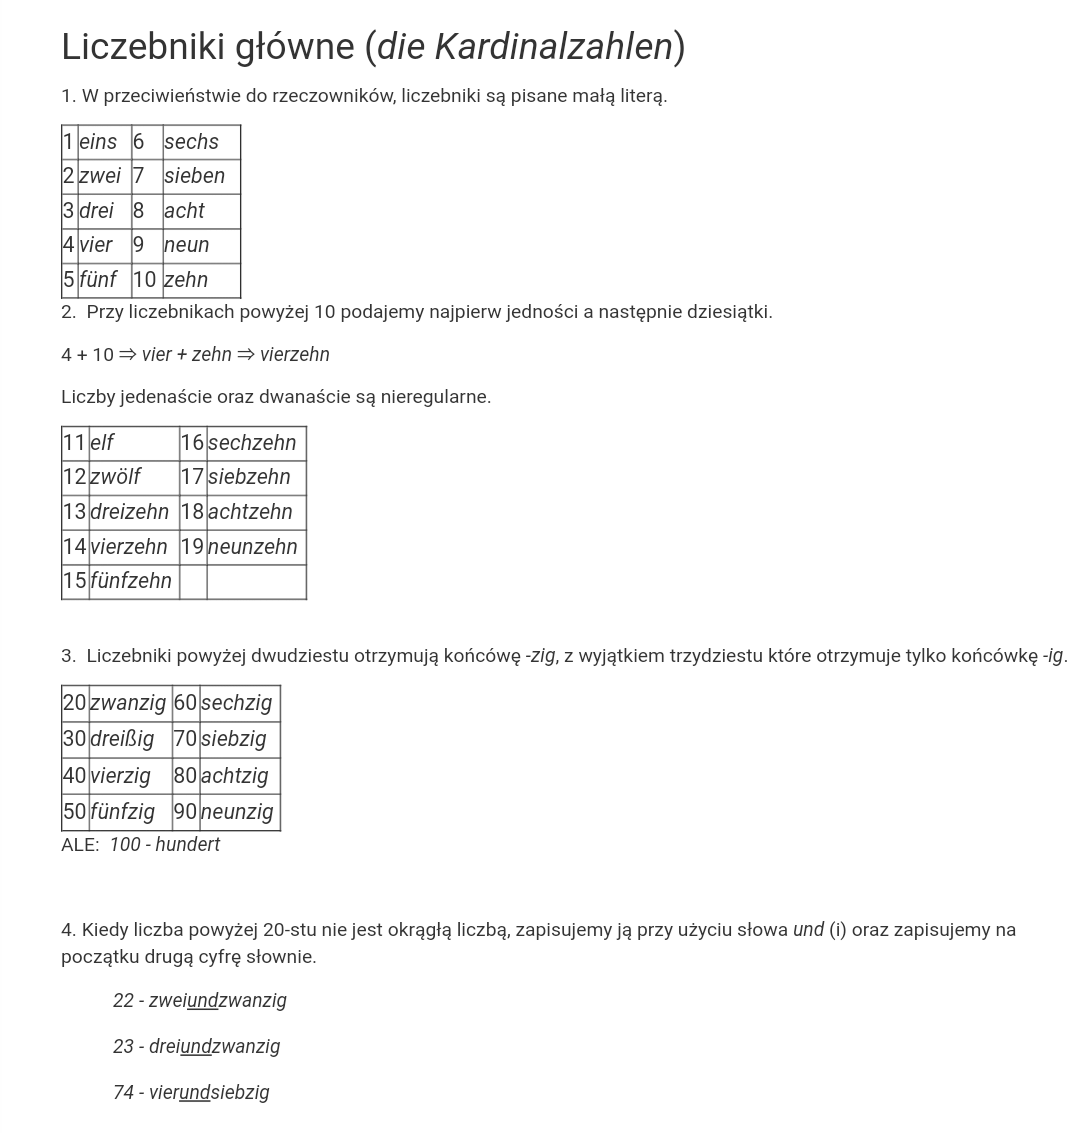 Liczebniki główne (die Kardinalzahlen)
1. W przeciwieństwie do rzeczowników, liczebniki są pisane małą literą.
1 eins 6 sechs
2 zwei 7 sieben
3 drei 8 acht
4 vier 9 neun
5 fünf 10 zehn
2. Przy liczebnikach powyżej 10 podajemy najpierw jedności a następnie dziesiątki.
4 + 10 ⇒ vier + zehn ⇒ vierzehn
Liczby jedenaście oraz dwanaście są nieregularne.
11 elf 16 sechzehn
12 zwölf 17 siebzehn
13 dreizehn 18 achtzehn
14 vierzehn 19 neunzehn
15 fünfzehn
3. Liczebniki powyżej dwudziestu otrzymują końcówę -zig, z wyjątkiem trzydziestu które otrzymuje tylko końcówkę -ig.
20 zwanzig 60 sechzig
30 dreißig 70 siebzig
40 vierzig 80 achtzig
50 fünfzig 90 neunzig
ALE: 100 - hundert
4. Kiedy liczba powyżej 20-stu nie jest okrągłą liczbą, zapisujemy ją przy użyciu słowa und (i) oraz zapisujemy na
początku drugą cyfrę słownie.
22 - zweiundzwanzig
23 - dreiundzwanzig
74 - vierundsiebzig